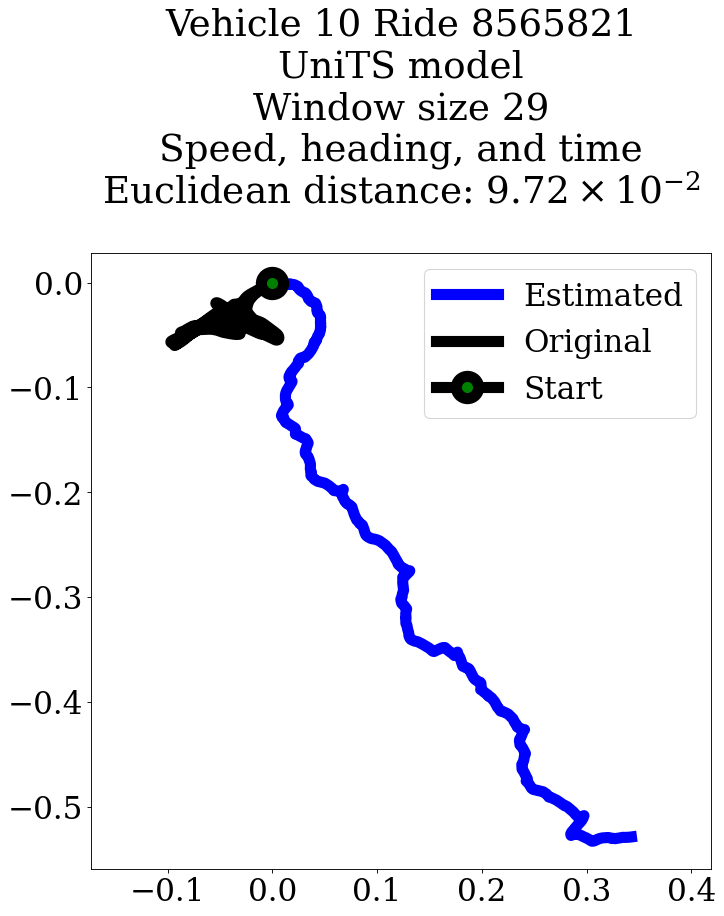 Vehicle 10 Ride 8565821
UniTS model
Window size 29
Speed, heading, and time
Euclidean distance: 9.72 × 10⁻²
Estimated
Original
Start
0.0
−0.1
−0.2
−0.3
−0.4
−0.5
−0.1 0.0 0.1 0.2 0.3 0.4